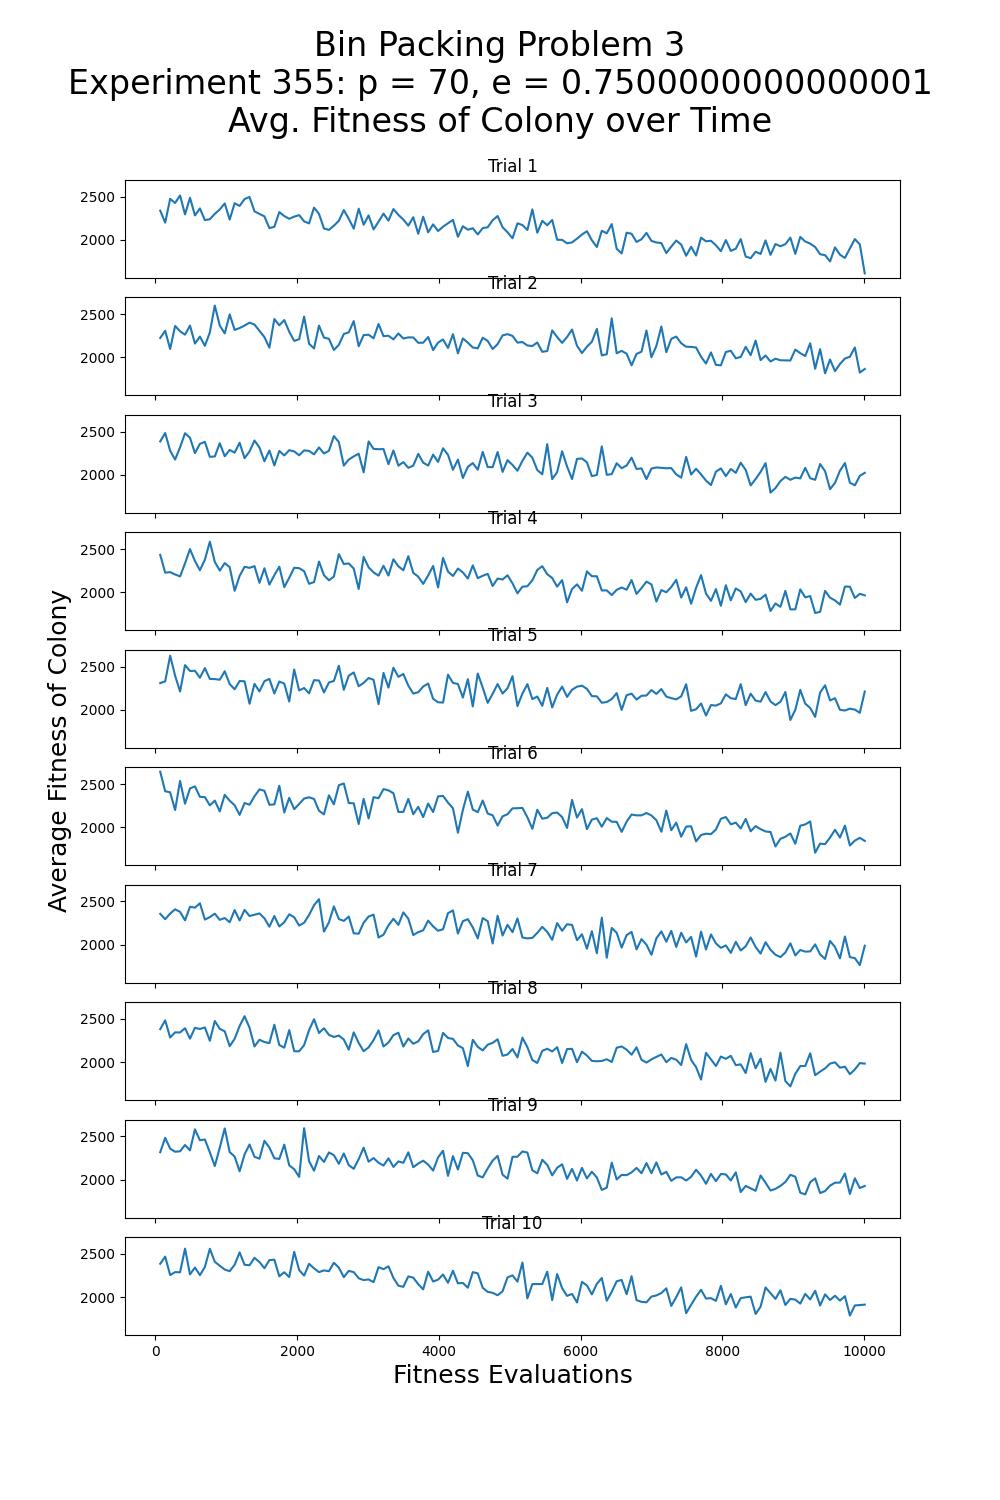 Bin Packing Problem 3
Experiment 355: p = 70, e = 0.7500000000000001
Avg. Fitness of Colony over Time
Trial 1
2500
2000
Trial 2
2500
2000
Trial 3
2500
2000
Trial 4
2500
2000
Trial 5
2500
2000
Trial 6
2500
2000
Trial 7
2500
2000
Trial 8
2500
2000
Trial 9
2500
2000
Trial 10
2500
2000
0 2000 4000 6000 8000 10000
Fitness Evaluations
Average Fitness of Colony